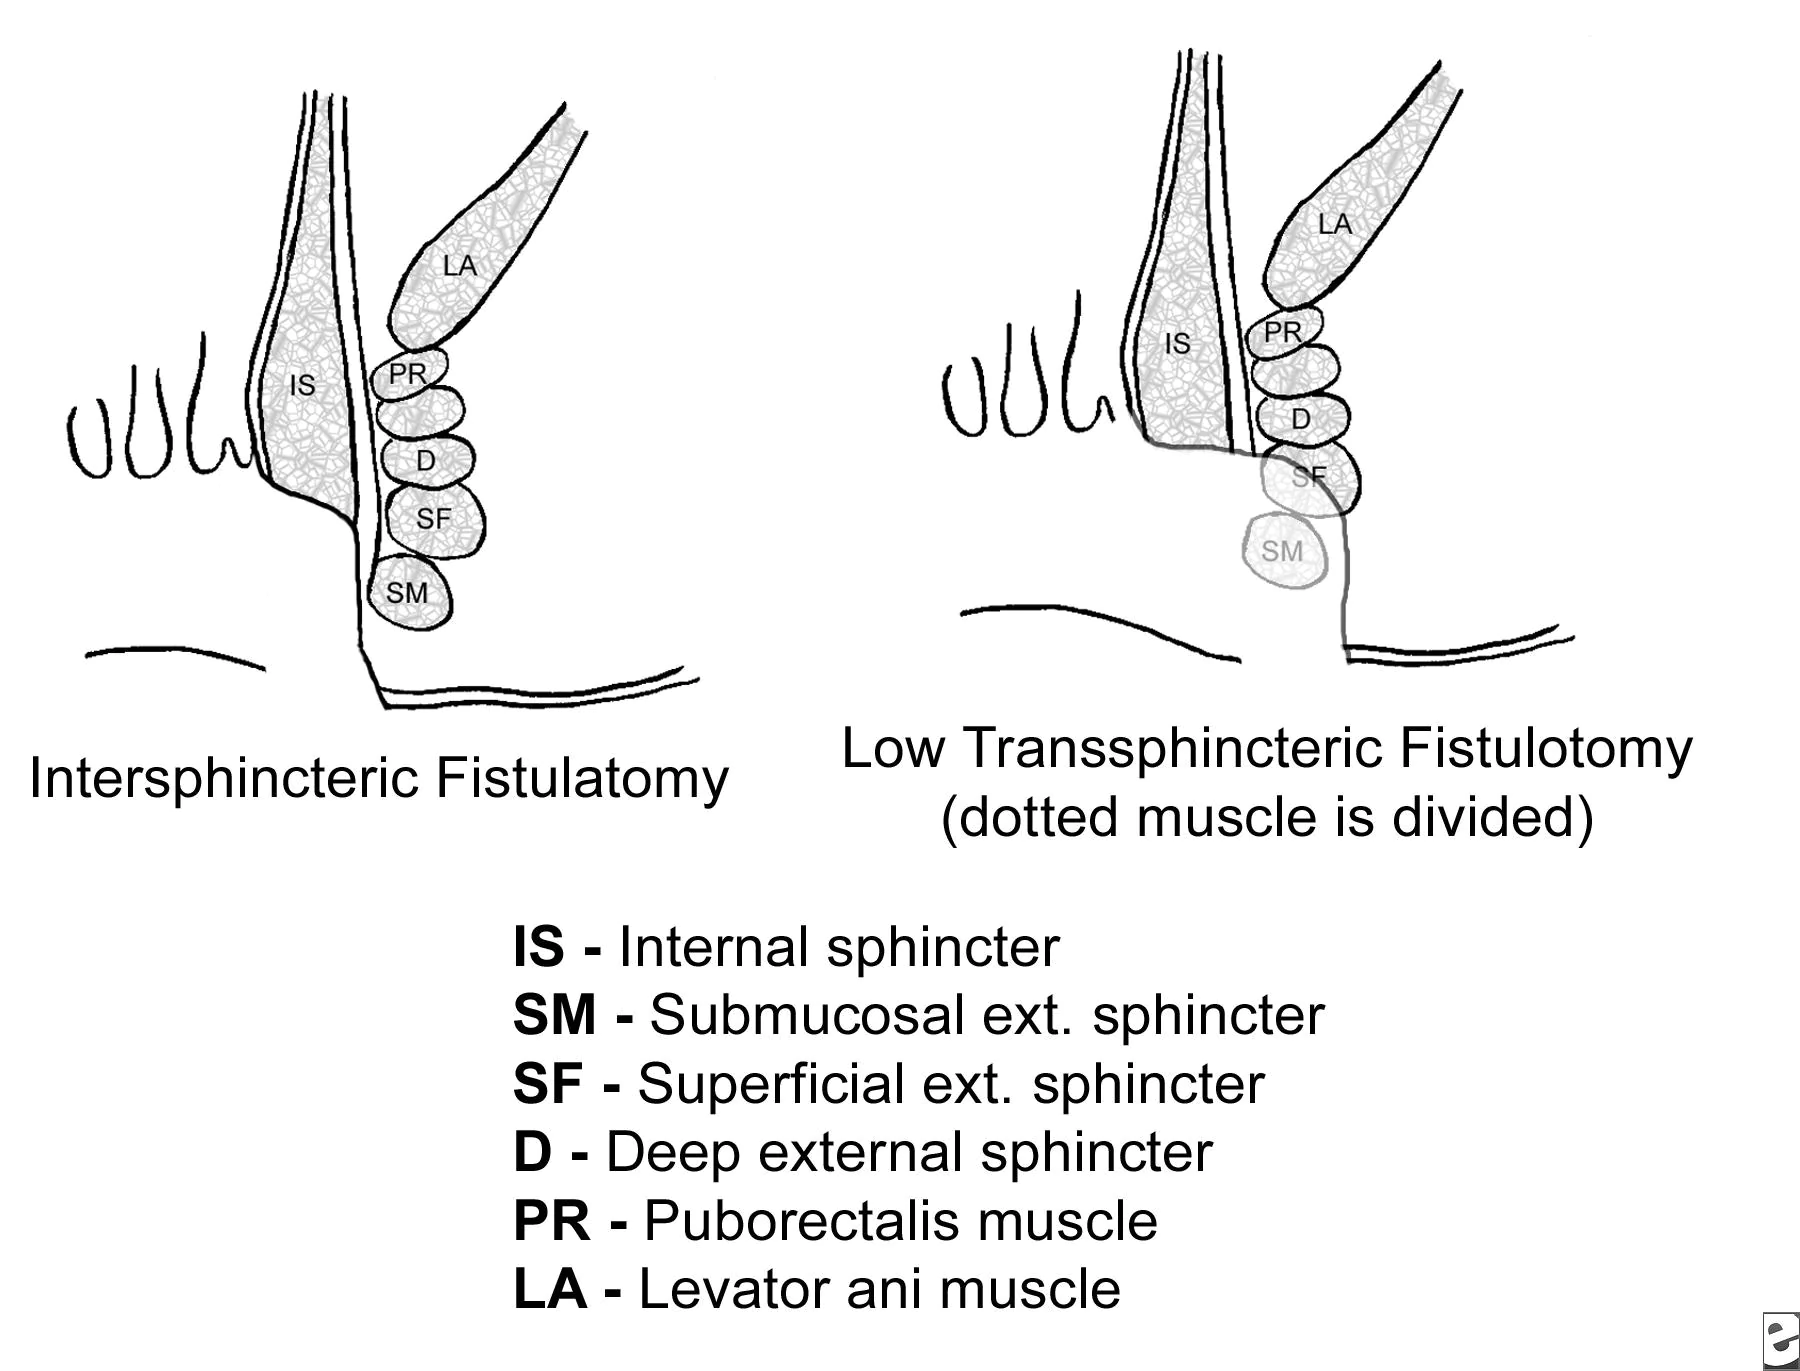 LA
PR
IS
D
SF
SM
Intersphincteric Fistulatomy
LA
PR
IS
D
SF
SM
Low Transsphincteric Fistulotomy
(dotted muscle is divided)
IS - Internal sphincter
SM - Submucosal ext. sphincter
SF - Superficial ext. sphincter
D - Deep external sphincter
PR - Puborectalis muscle
LA - Levator ani muscle
e